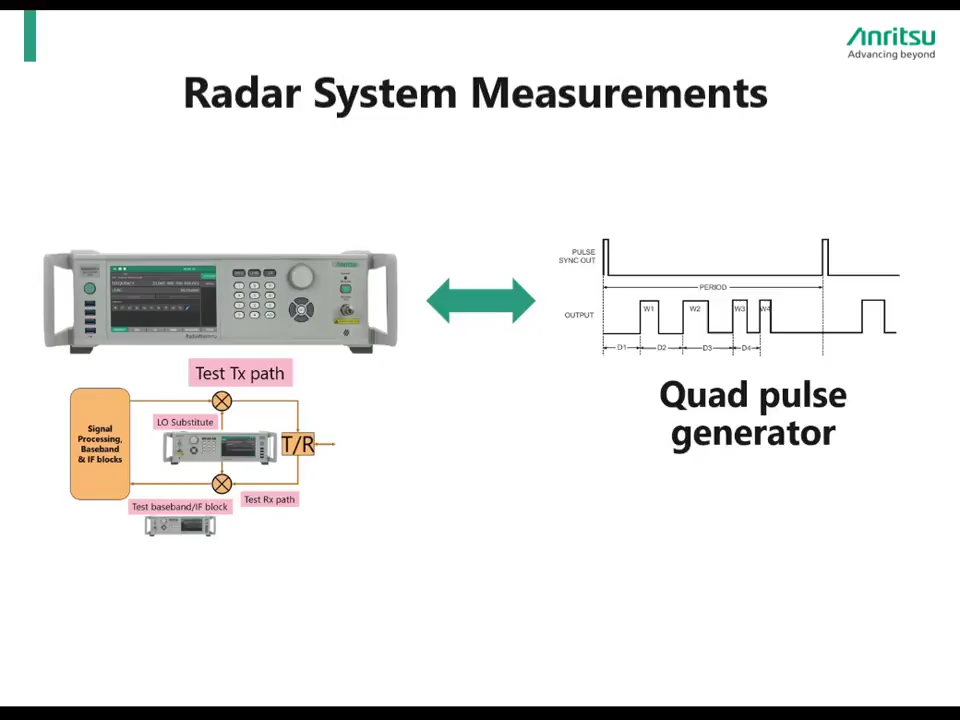 Anritsu
Advancing beyond
Radar System Measurements
PULSE
SYNC OUT
PERIOD
OUTPUT
W1
W2
W3
W4
D1
D2
D3
D4
Anritsu
Test Tx path
LO Substitute
Signal
Processing,
Baseband
& IF blocks
T/R
Test Rx path
Test baseband/IF block
Quad pulse
generator